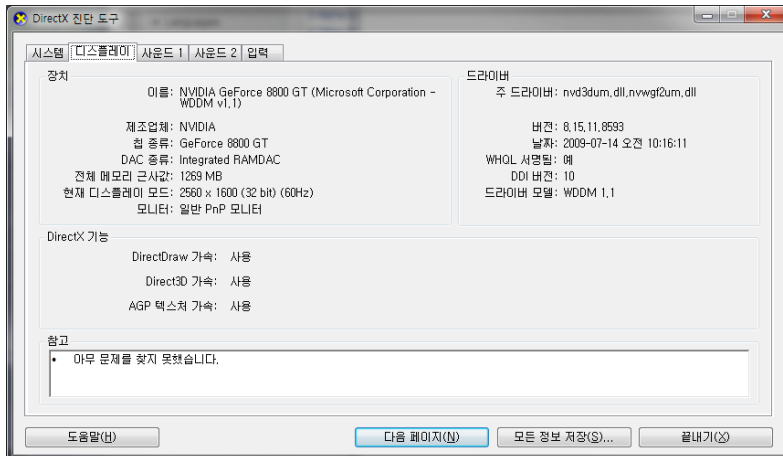 DirectX 진단 도구
시스템 디스플레이 사운드 1 사운드 2 입력
장치
이름: NVIDIA GeForce 8800 GT (Microsoft Corporation -
WDDM v1.1)
제조업체: NVIDIA
칩 종류: GeForce 8800 GT
DAC 종류: Integrated RAMDAC
전체 메모리 근사값: 1269 MB
현재 디스플레이 모드: 2560 x 1600 (32 bit) (60Hz)
모니터: 일반 PnP 모니터
드라이버
주 드라이버: nvd3dum.dll,nvwgf2um.dll
버전: 8.15.11.8593
날짜: 2009-07-14 오전 10:16:11
WHQL 서명됨: 예
DDI 버전: 10
드라이버 모델: WDDM 1.1
DirectX 기능
DirectDraw 가속: 사용
Direct3D 가속: 사용
AGP 텍스처 가속: 사용
참고
• 아무 문제를 찾지 못했습니다.
도움말(H) 다음 페이지(N) 모든 정보 저장(S)... 끝내기(X)